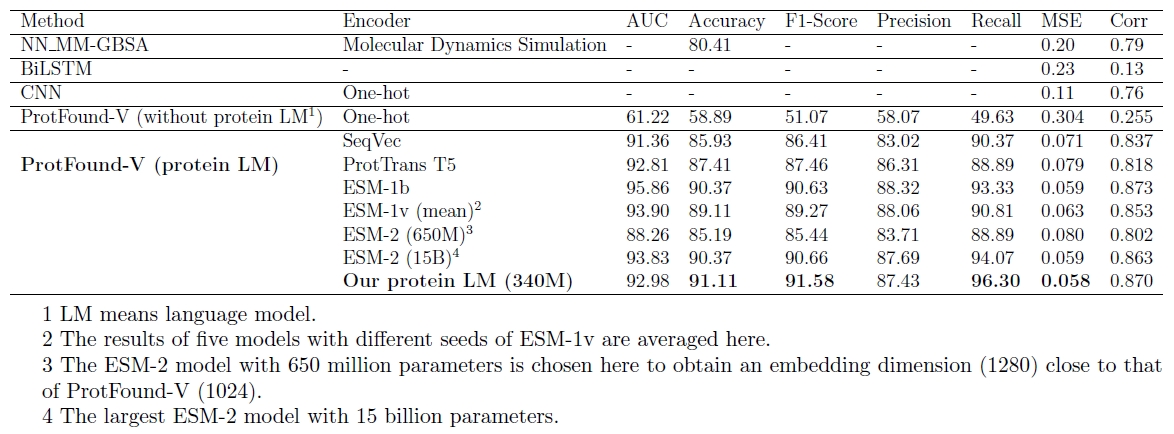 Method Encoder AUC Accuracy F1-Score Precision Recall MSE Corr
NN_MM-GBSA Molecular Dynamics Simulation - 80.41 - - - 0.20 0.79
BiLSTM - - - - - - 0.23 0.13
CNN One-hot - - - - - 0.11 0.76
ProtFound-V (without protein LM1) One-hot 61.22 58.89 51.07 58.07 49.63 0.304 0.255
SeqVec 91.36 85.93 86.41 83.02 90.37 0.071 0.837
ProtFound-V (protein LM) ProtTrans T5 92.81 87.41 87.46 86.31 88.89 0.079 0.818
ESM-1b 95.86 90.37 90.63 88.32 93.33 0.059 0.873
ESM-1v (mean)2 93.90 89.11 89.27 88.06 90.81 0.063 0.853
ESM-2 (650M)3 88.26 85.19 85.44 83.71 88.89 0.080 0.802
ESM-2 (15B)4 93.83 90.37 90.66 87.69 94.07 0.059 0.863
Our protein LM (340M) 92.98 91.11 91.58 87.43 96.30 0.058 0.870
1 LM means language model.
2 The results of five models with different seeds of ESM-1v are averaged here.
3 The ESM-2 model with 650 million parameters is chosen here to obtain an embedding dimension (1280) close to that
of ProtFound-V (1024).
4 The largest ESM-2 model with 15 billion parameters.